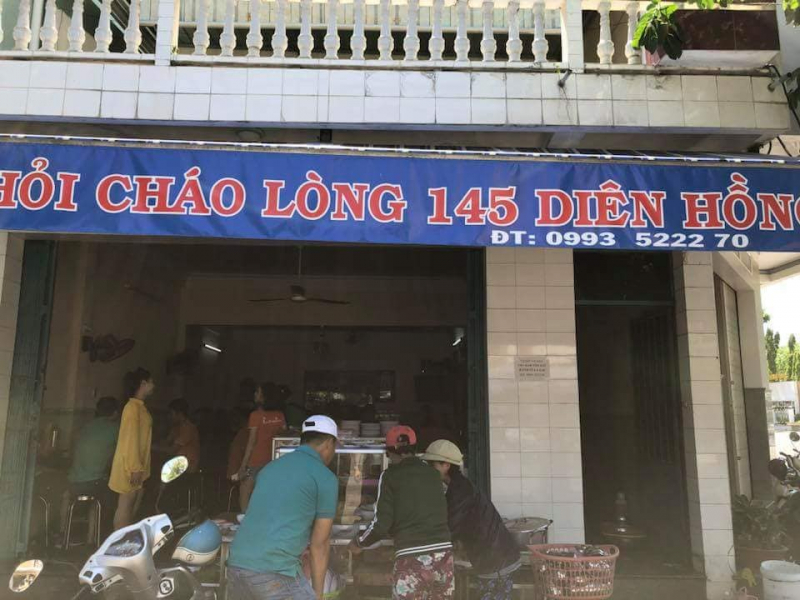 HỎI CHÁO LÒNG 145 DIÊN HỒNG
ĐT: 0993 5222 70